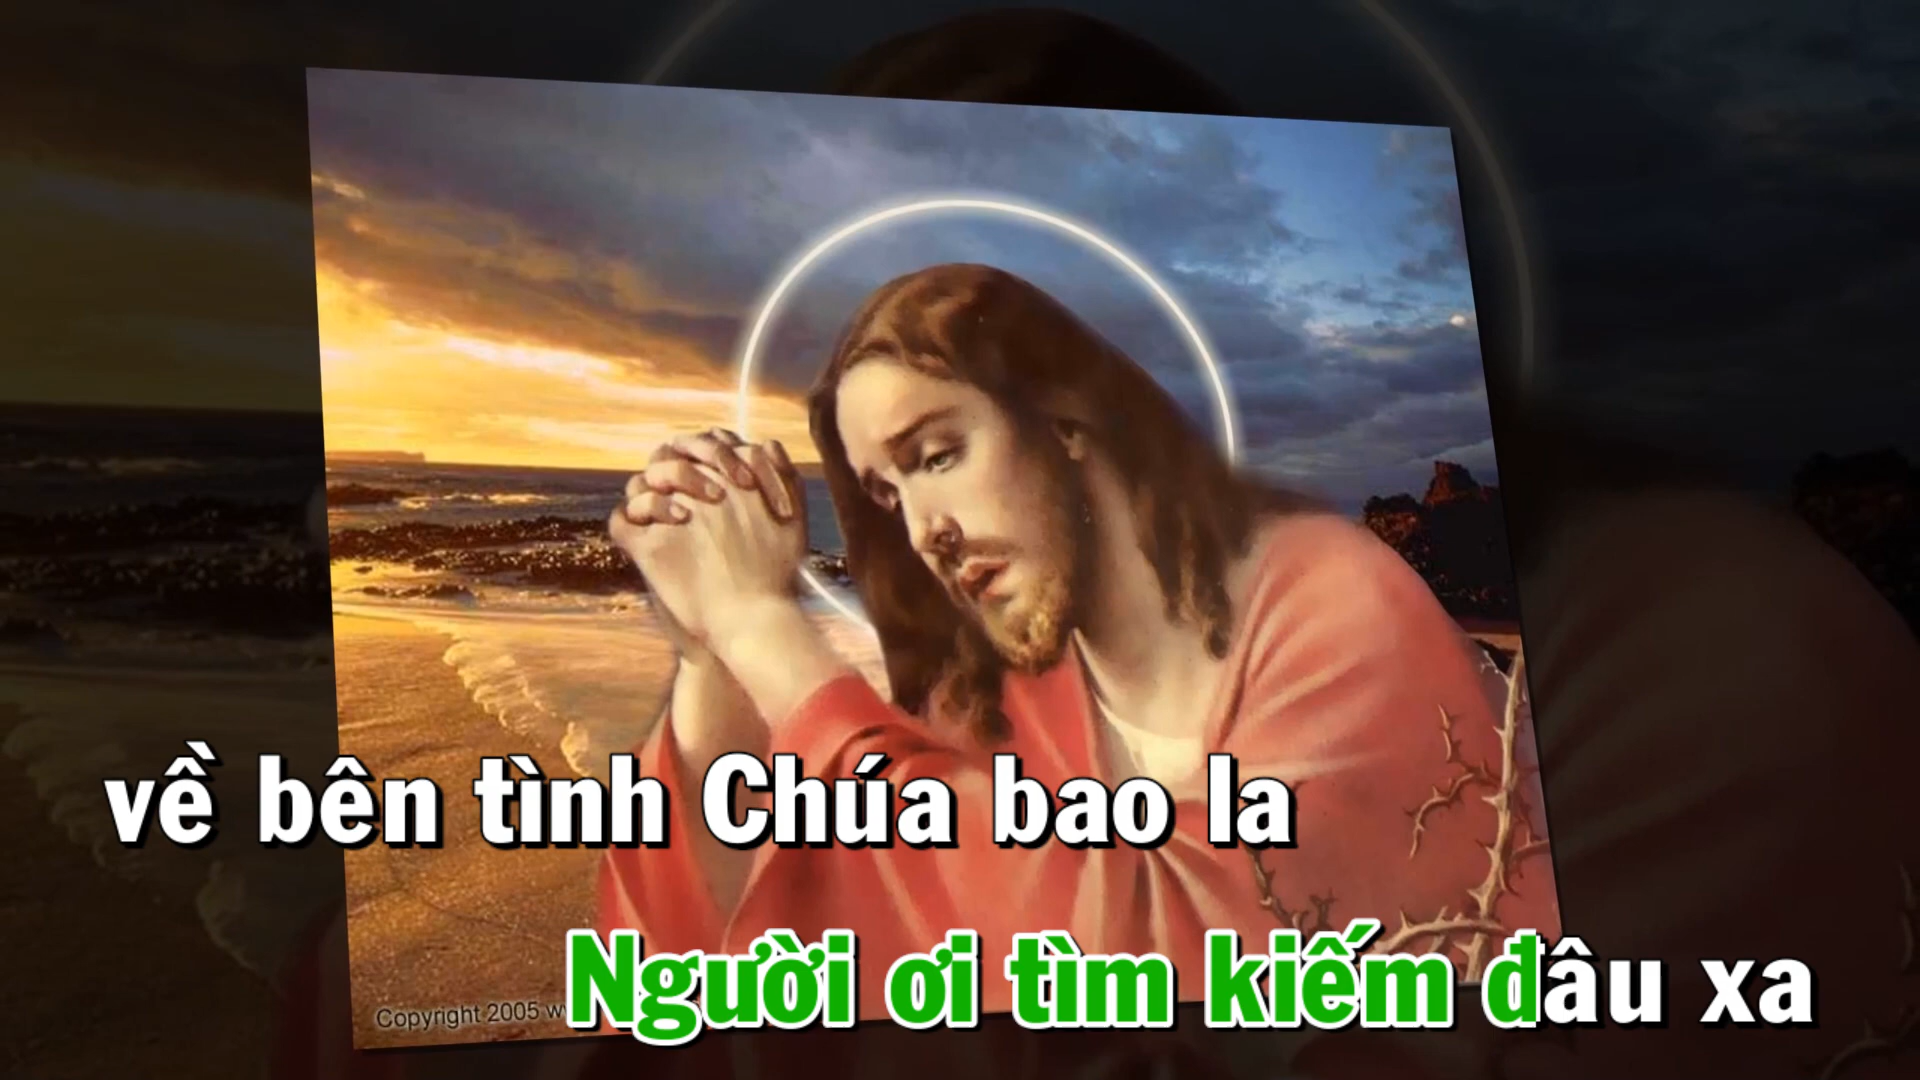 về bên tình Chúa bao la
Người ơi tìm kiếm đâu xa
Copyright 2005